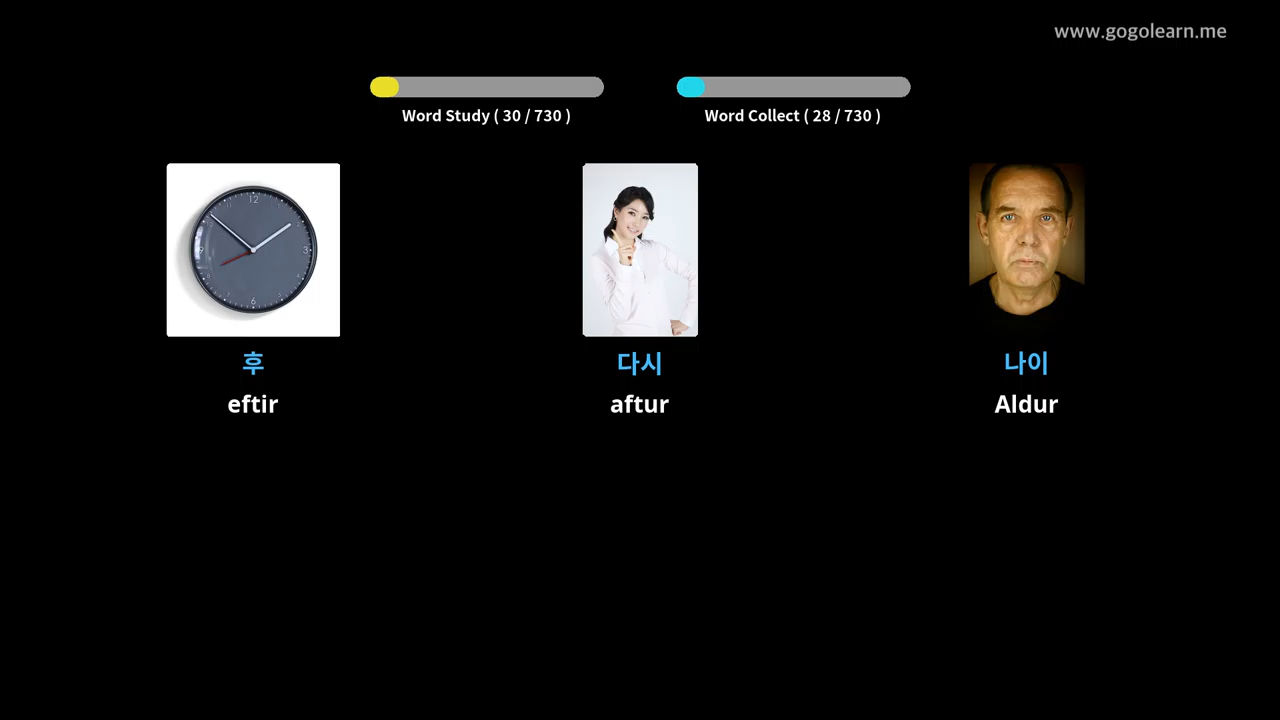 www.gogolearn.me
Word Study ( 30 / 730 )
Word Collect ( 28 / 730 )
후
다시
나이
eftir
aftur
Aldur